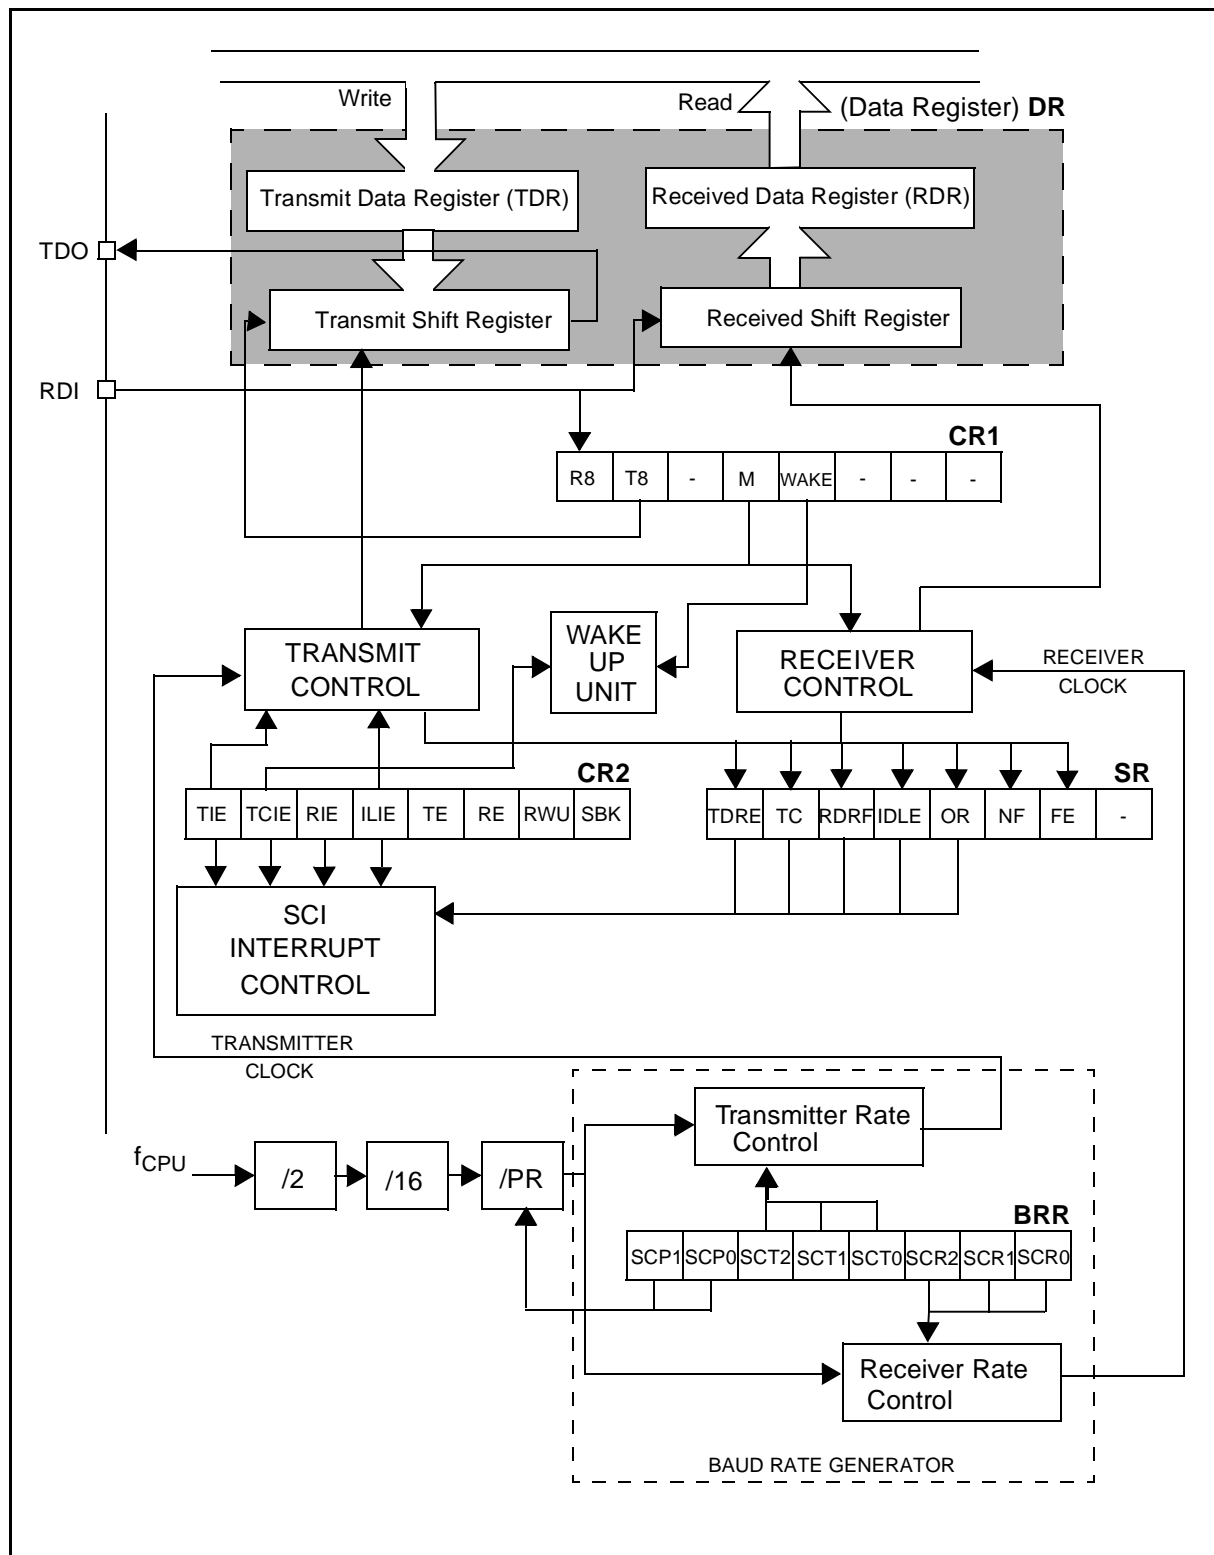 Write
Read
(Data Register) DR
Transmit Data Register (TDR)
Received Data Register (RDR)
TDO
Transmit Shift Register
Received Shift Register
RDI
CR1
R8 T8 - M WAKE - - -
TRANSMIT
CONTROL
WAKE
UP
UNIT
RECEIVER
CONTROL
RECEIVER
CLOCK
CR2
TIE TCIE RIE ILIE TE RE RWU SBK
SR
TDRE TC RDRF IDLE OR NF FE -
SCI
INTERRUPT
CONTROL
TRANSMITTER
CLOCK
Transmitter Rate
Control
fCPU
/2
/16
/PR
BRR
SCP1 SCP0 SCT2 SCT1 SCT0 SCR2 SCR1 SCR0
Receiver Rate
Control
BAUD RATE GENERATOR